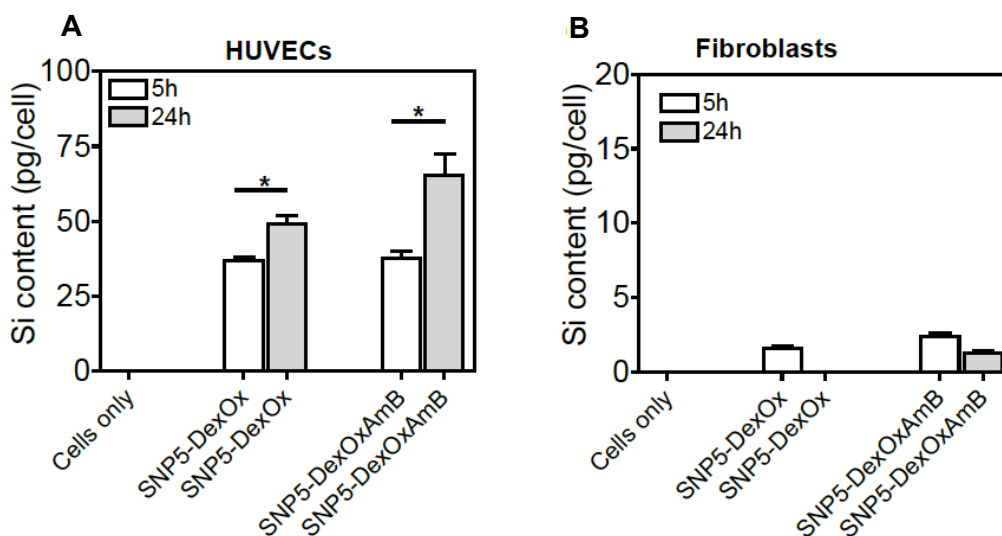 A
HUVECs
Si content (pg/cell)
100
75
50
25
0
5h
24h
*
*
Cells only
SNP5-DexOx
SNP5-DexOx
SNP5-DexOxAmB
SNP5-DexOxAmB
B
Fibroblasts
Si content (pg/cell)
20
15
10
5
0
5h
24h
Cells only
SNP5-DexOx
SNP5-DexOx
SNP5-DexOxAmB
SNP5-DexOxAmB